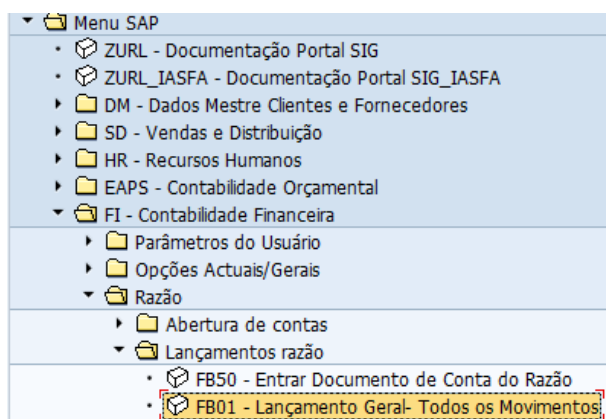 Menu SAP
ZURL - Documentação Portal SIG
ZURL_IASFA - Documentação Portal SIG_IASFA
DM - Dados Mestre Clientes e Fornecedores
SD - Vendas e Distribuição
HR - Recursos Humanos
EAPS - Contabilidade Orçamental
FI - Contabilidade Financeira
Parâmetros do Usuário
Opções Actuais/Gerais
Razão
Abertura de contas
Lançamentos razão
FB50 - Entrar Documento de Conta do Razão
FB01 - Lançamento Geral- Todos os Movimentos